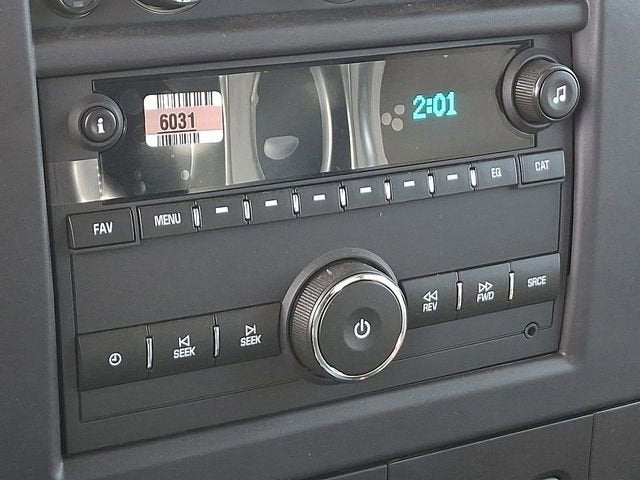 6031
2:01
i
FAV
MENU
EQ
CAT
SEEK
SEEK
REV
FWD
SRCE